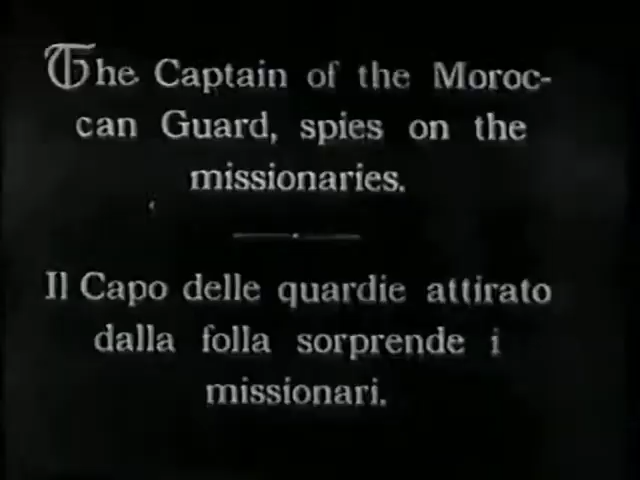 The Captain of the Moroc-
can Guard, spies on the
missionaries.
Il Capo delle quardie attirato
dalla folla sorprende i
missionari.